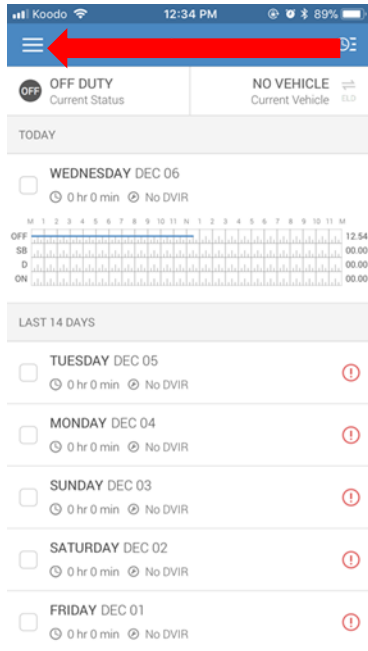 Koodo 12:34 PM 89%
OFF OFF DUTY NO VEHICLE
Current Status Current Vehicle ELD
TODAY
WEDNESDAY DEC 06
0 hr 0 min No DVIR
M 1 2 3 4 5 6 7 8 9 10 11 N 1 2 3 4 5 6 7 8 9 10 11 M
OFF 12.54
SB 00.00
D 00.00
ON 00.00
LAST 14 DAYS
TUESDAY DEC 05
0 hr 0 min No DVIR
MONDAY DEC 04
0 hr 0 min No DVIR
SUNDAY DEC 03
0 hr 0 min No DVIR
SATURDAY DEC 02
0 hr 0 min No DVIR
FRIDAY DEC 01
0 hr 0 min No DVIR